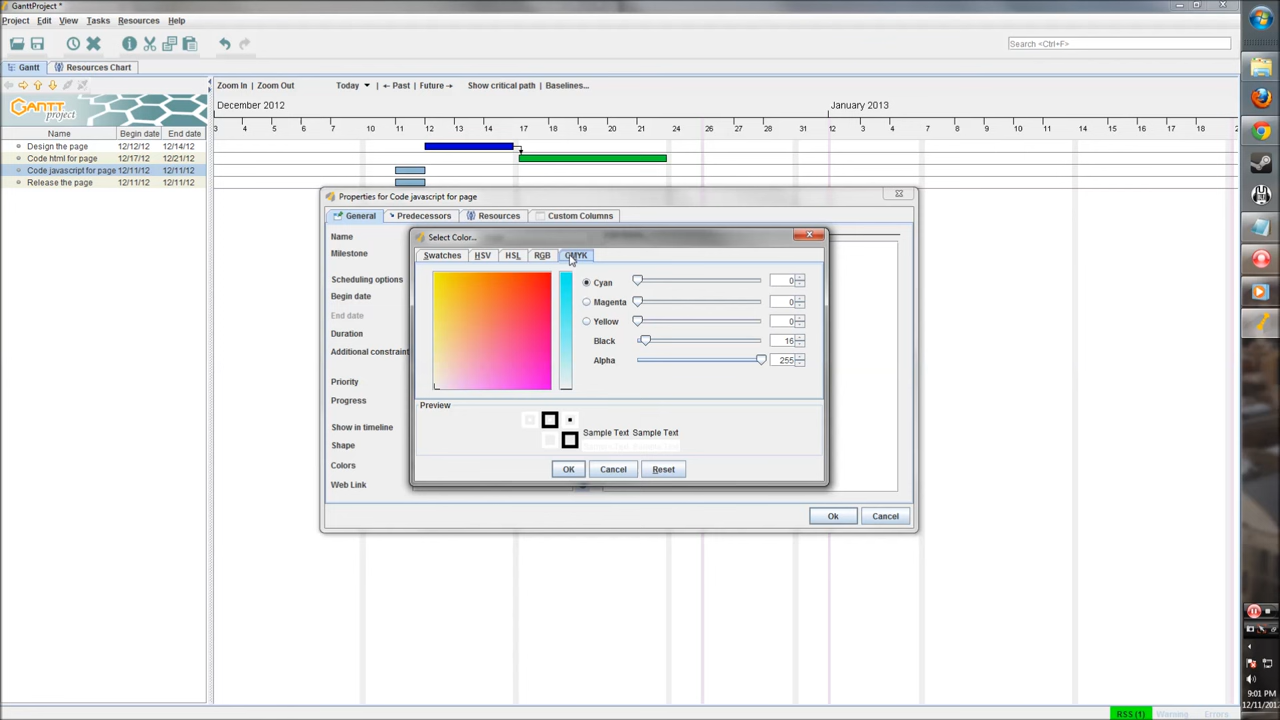 GanttProject *
Project Edit View Tasks Resources Help
Search <Ctrl+F>
Gantt Resources Chart
Zoom In Zoom Out Today ← Past Future → Show critical path Baselines...
GANTT project
December 2012 January 2013
Name Begin date End date
3 4 5 6 7 10 11 12 13 14 17 18 19 20 21 24 26 27 28 31 2 3 4 7 8 9 10 11 14 15 16 17 18 2
Design the page 12/12/12 12/14/12
Code html for page 12/17/12 12/21/12
Code javascript for page 12/11/12 12/11/12
Release the page 12/11/12 12/11/12
Properties for Code javascript for page
General Predecessors Resources Custom Columns
Name
Milestone
Scheduling options
Begin date
End date
Duration
Additional constraint
Priority
Progress
Show in timeline
Shape
Colors
Web Link
Select Color...
Swatches HSV HSL RGB CMYK
Cyan 0
Magenta 0
Yellow 0
Black 16
Alpha 255
Preview
Sample Text Sample Text
OK Cancel Reset
Ok Cancel
9:01 PM
12/11/201
RSS (1) Warning Errors